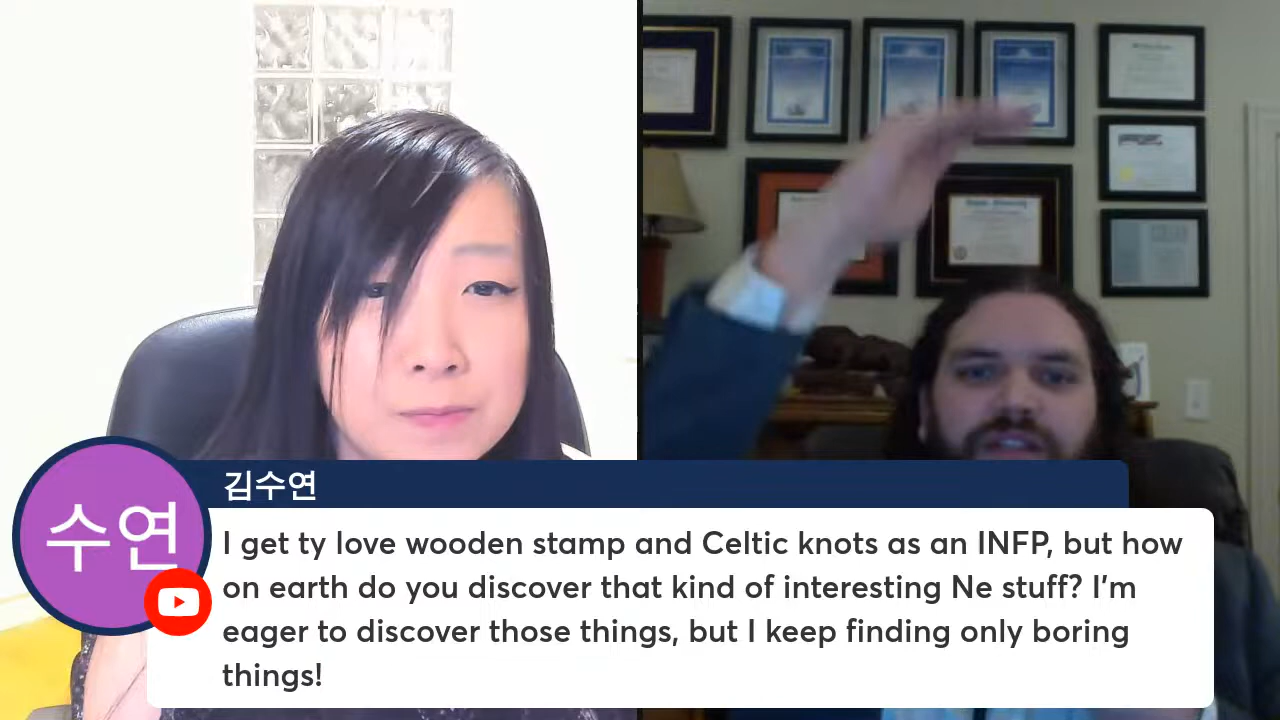 김수연
수연
I get ty love wooden stamp and Celtic knots as an INFP, but how
on earth do you discover that kind of interesting Ne stuff? I'm
eager to discover those things, but I keep finding only boring
things!